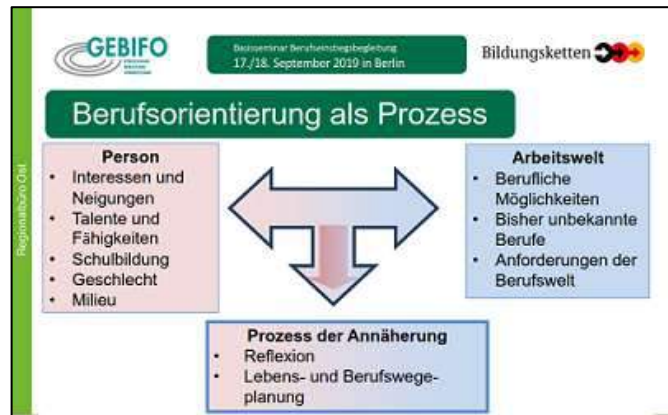 GEBIFO
Basisseminar Berufseinstiegsbegleitung
17./18. September 2019 in Berlin
Bildungsketten
Berufsorientierung als Prozess
Regionalbüro Ost
Person
• Interessen und
Neigungen
• Talente und
Fähigkeiten
• Schulbildung
• Geschlecht
• Milieu
Arbeitswelt
• Berufliche
Möglichkeiten
• Bisher unbekannte
Berufe
• Anforderungen der
Berufswelt
Prozess der Annäherung
• Reflexion
• Lebens- und Berufswege-
planung